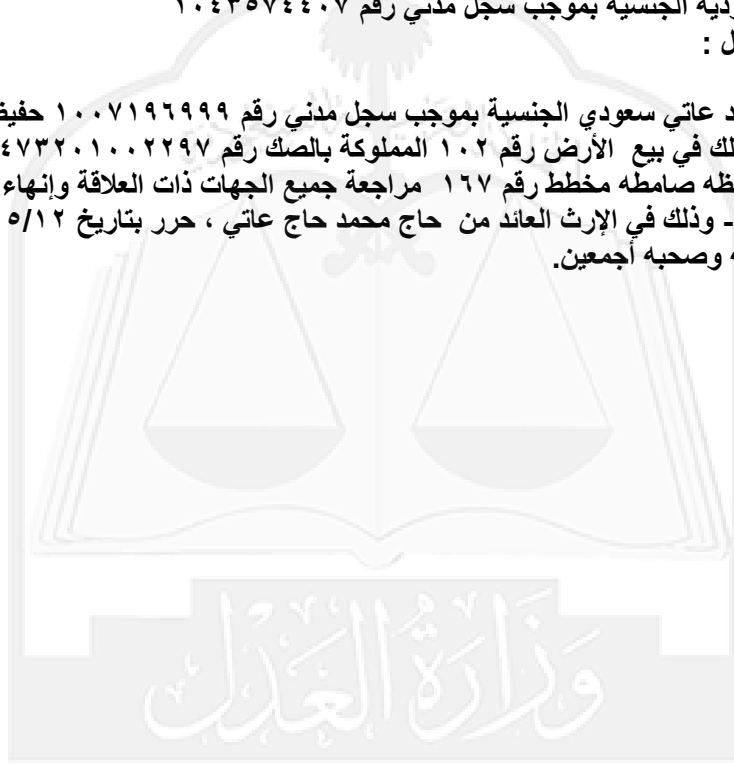 ودية الجنسية بموجب سجل مدني رقم ١٠٤٣٥٧٤٤٠٧
ل :
د عاتي سعودي الجنسية بموجب سجل مدني رقم ١٠٠٧١٩٦٩٩٩ حفيظ
لك في بيع الأرض رقم ١٠٢ المملوكة بالصك رقم ٤٧٣٢٠١٠٠٢٢٩٧
ظه صامطه مخطط رقم ١٦٧ مراجعة جميع الجهات ذات العلاقة وإنهاء
- وذلك في الإرث العائد من حاج محمد حاج عاتي ، حرر بتاريخ ٥/١٢
ه وصحبه أجمعين.
وزارة العدل